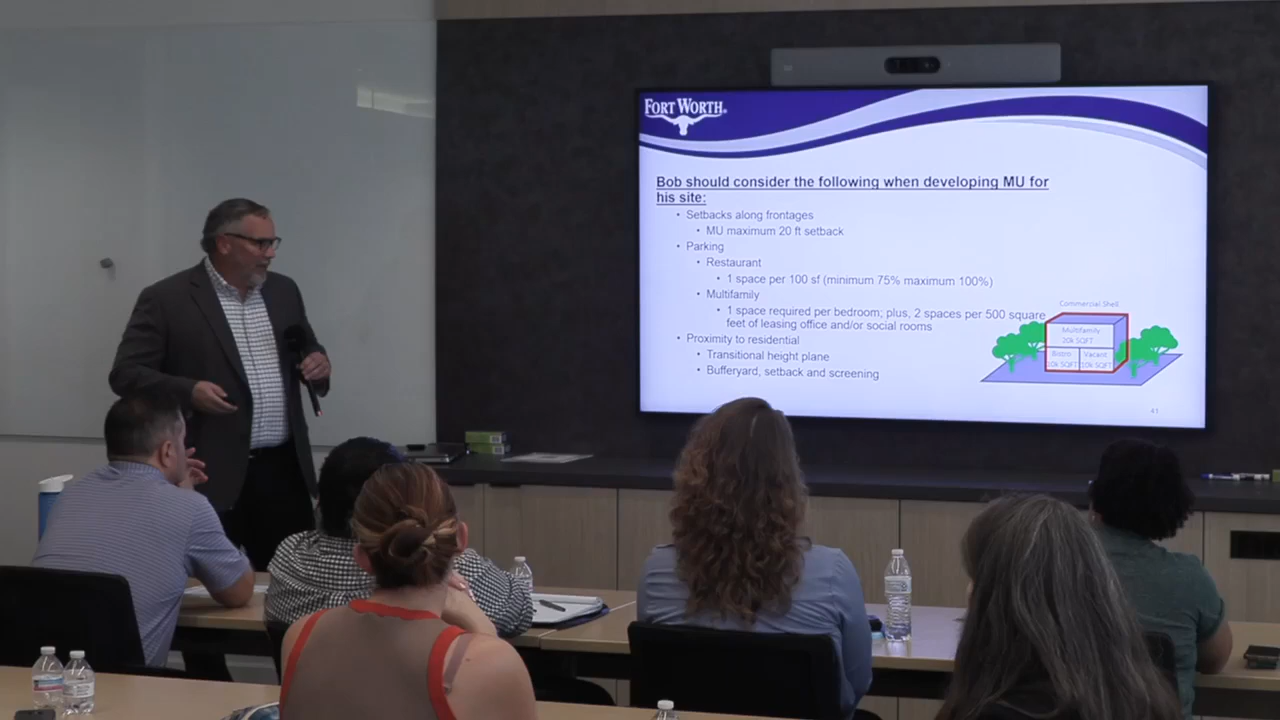 FORT WORTH®
Bob should consider the following when developing MU for
his site:
• Setbacks along frontages
• MU maximum 20 ft setback
• Parking
• Restaurant
• 1 space per 100 sf (minimum 75% maximum 100%)
• Multifamily
• 1 space required per bedroom; plus, 2 spaces per 500 square
feet of leasing office and/or social rooms
• Proximity to residential
• Transitional height plane
• Bufferyard, setback and screening
Commercial Shell
Multifamily
20k SQFT
Bistro Vacant
10k SQFT 10k SQFT
41